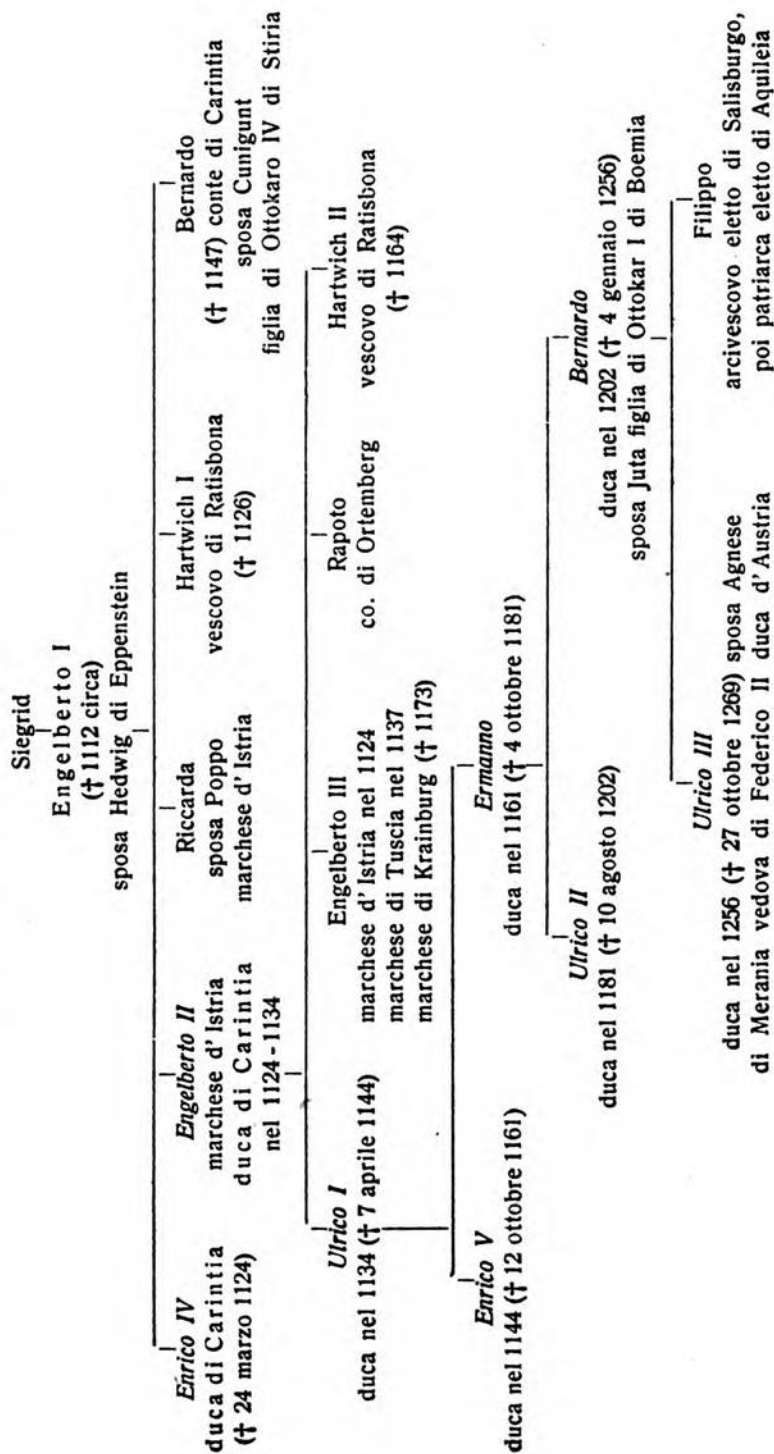 Siegrid
Engelberto I
(† 1112 circa)
sposa Hedwig di Eppenstein
Enrico IV
duca di Carintia
(† 24 marzo 1124)
Engelberto II
marchese d'Istria
duca di Carintia
nel 1124-1134
Riccarda
sposa Poppo
marchese d'Istria
Hartwich I
vescovo di Ratisbona
(† 1126)
Bernardo
(† 1147) conte di Carintia
sposa Cunigunt
figlia di Ottokaro IV di Stiria
Ulrico I
duca nel 1134 († 7 aprile 1144)
Engelberto III
marchese d'Istria nel 1124
marchese di Tuscia nel 1137
marchese di Krainburg († 1173)
Rapoto
co. di Ortemberg
Hartwich II
vescovo di Ratisbona
(† 1164)
Enrico V
duca nel 1144 († 12 ottobre 1161)
Ermanno
duca nel 1161 († 4 ottobre 1181)
Ulrico II
duca nel 1181 († 10 agosto 1202)
Bernardo
duca nel 1202 († 4 gennaio 1256)
sposa Juta figlia di Ottokar I di Boemia
Ulrico III
duca nel 1256 († 27 ottobre 1269) sposa Agnese
di Merania vedova di Federico II duca d'Austria
Filippo
arcivescovo eletto di Salisburgo,
poi patriarca eletto di Aquileia